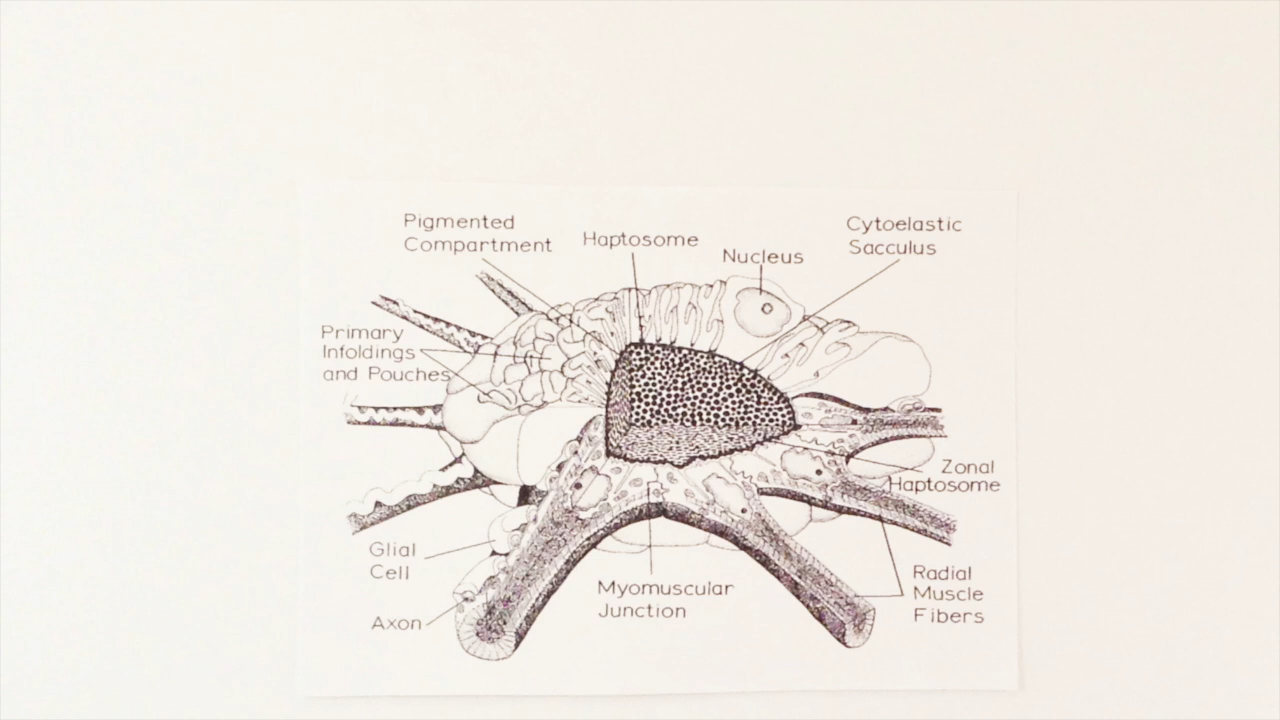 Pigmented
Compartment
Haptosome
Nucleus
Cytoelastic
Sacculus
Primary
Infoldings
and Pouches
Zonal
Haptosome
Glial
Cell
Axon
Myomuscular
Junction
Radial
Muscle
Fibers